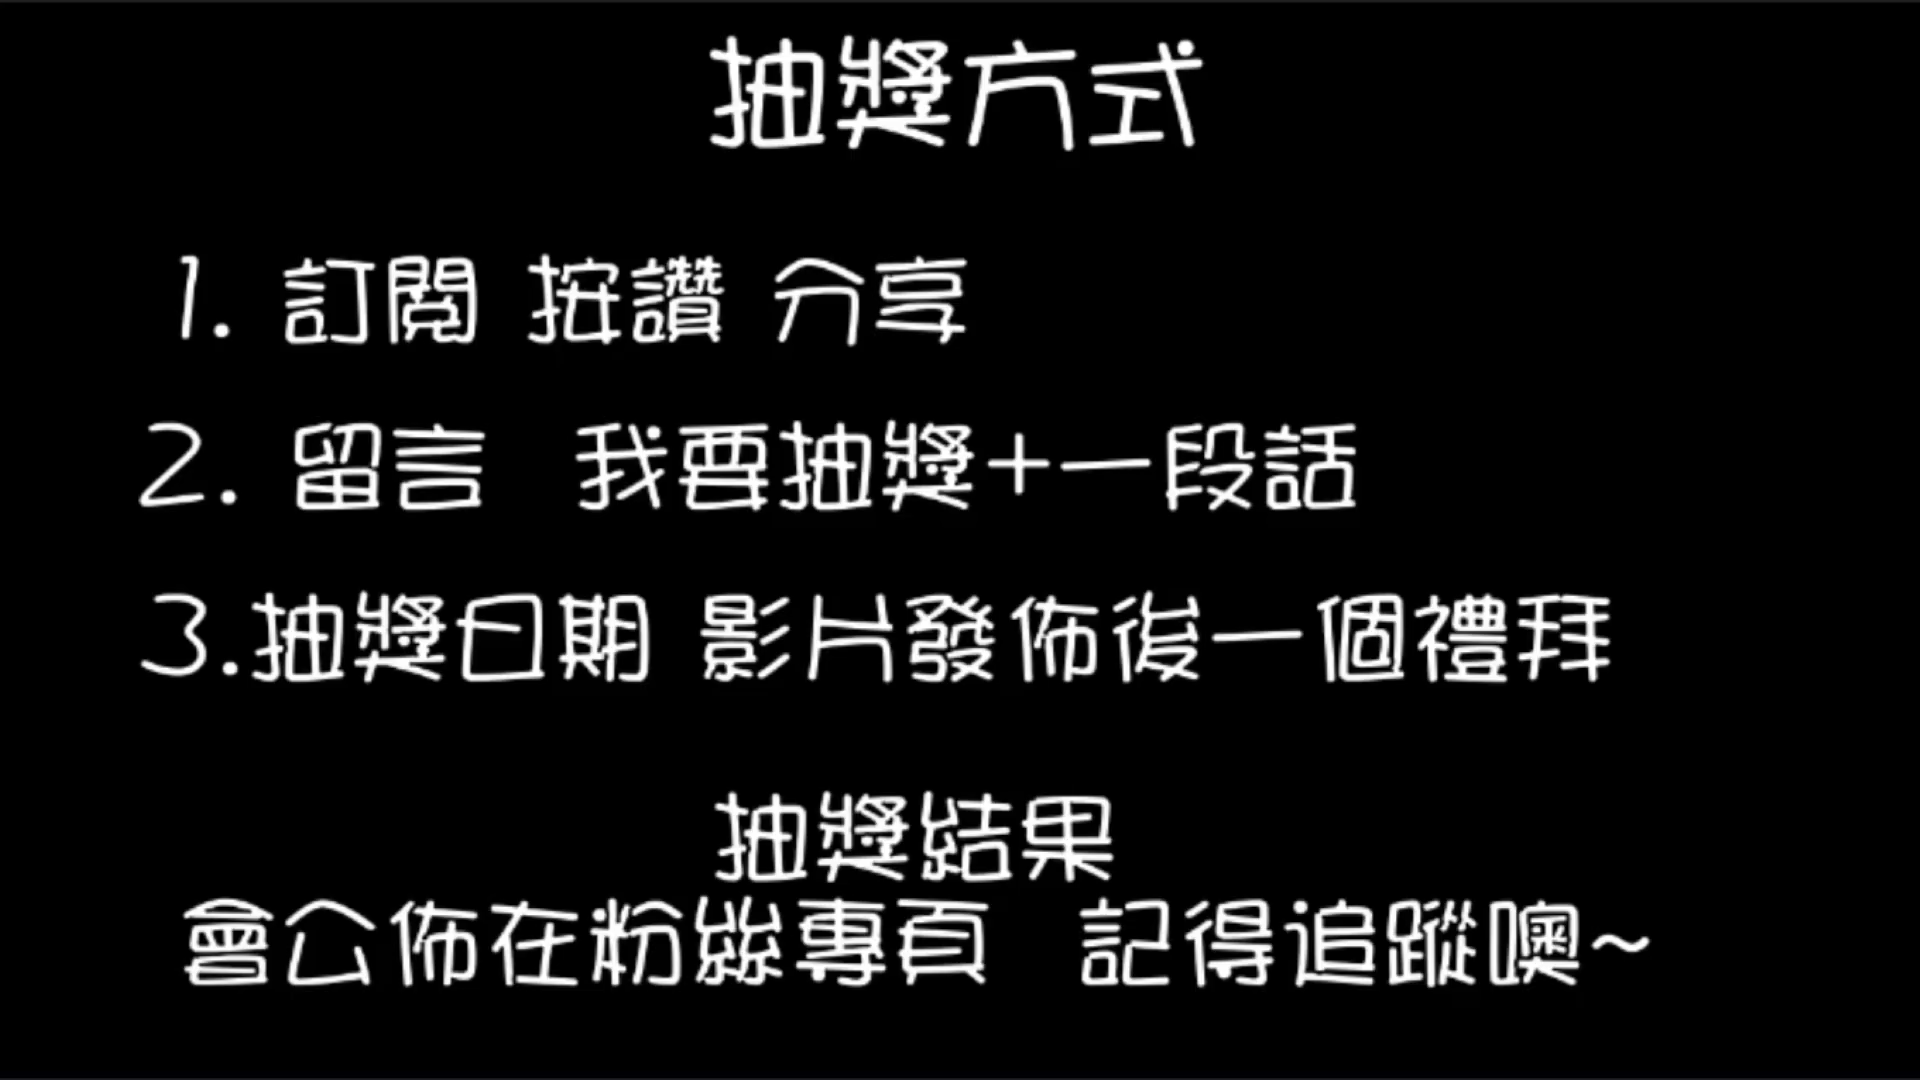 抽獎方式
1. 訂閱 按讚 分享
2. 留言 我要抽獎+一段話
3.抽獎日期 影片發佈後一個禮拜
抽獎結果
會公佈在粉絲專頁 記得追蹤噢~